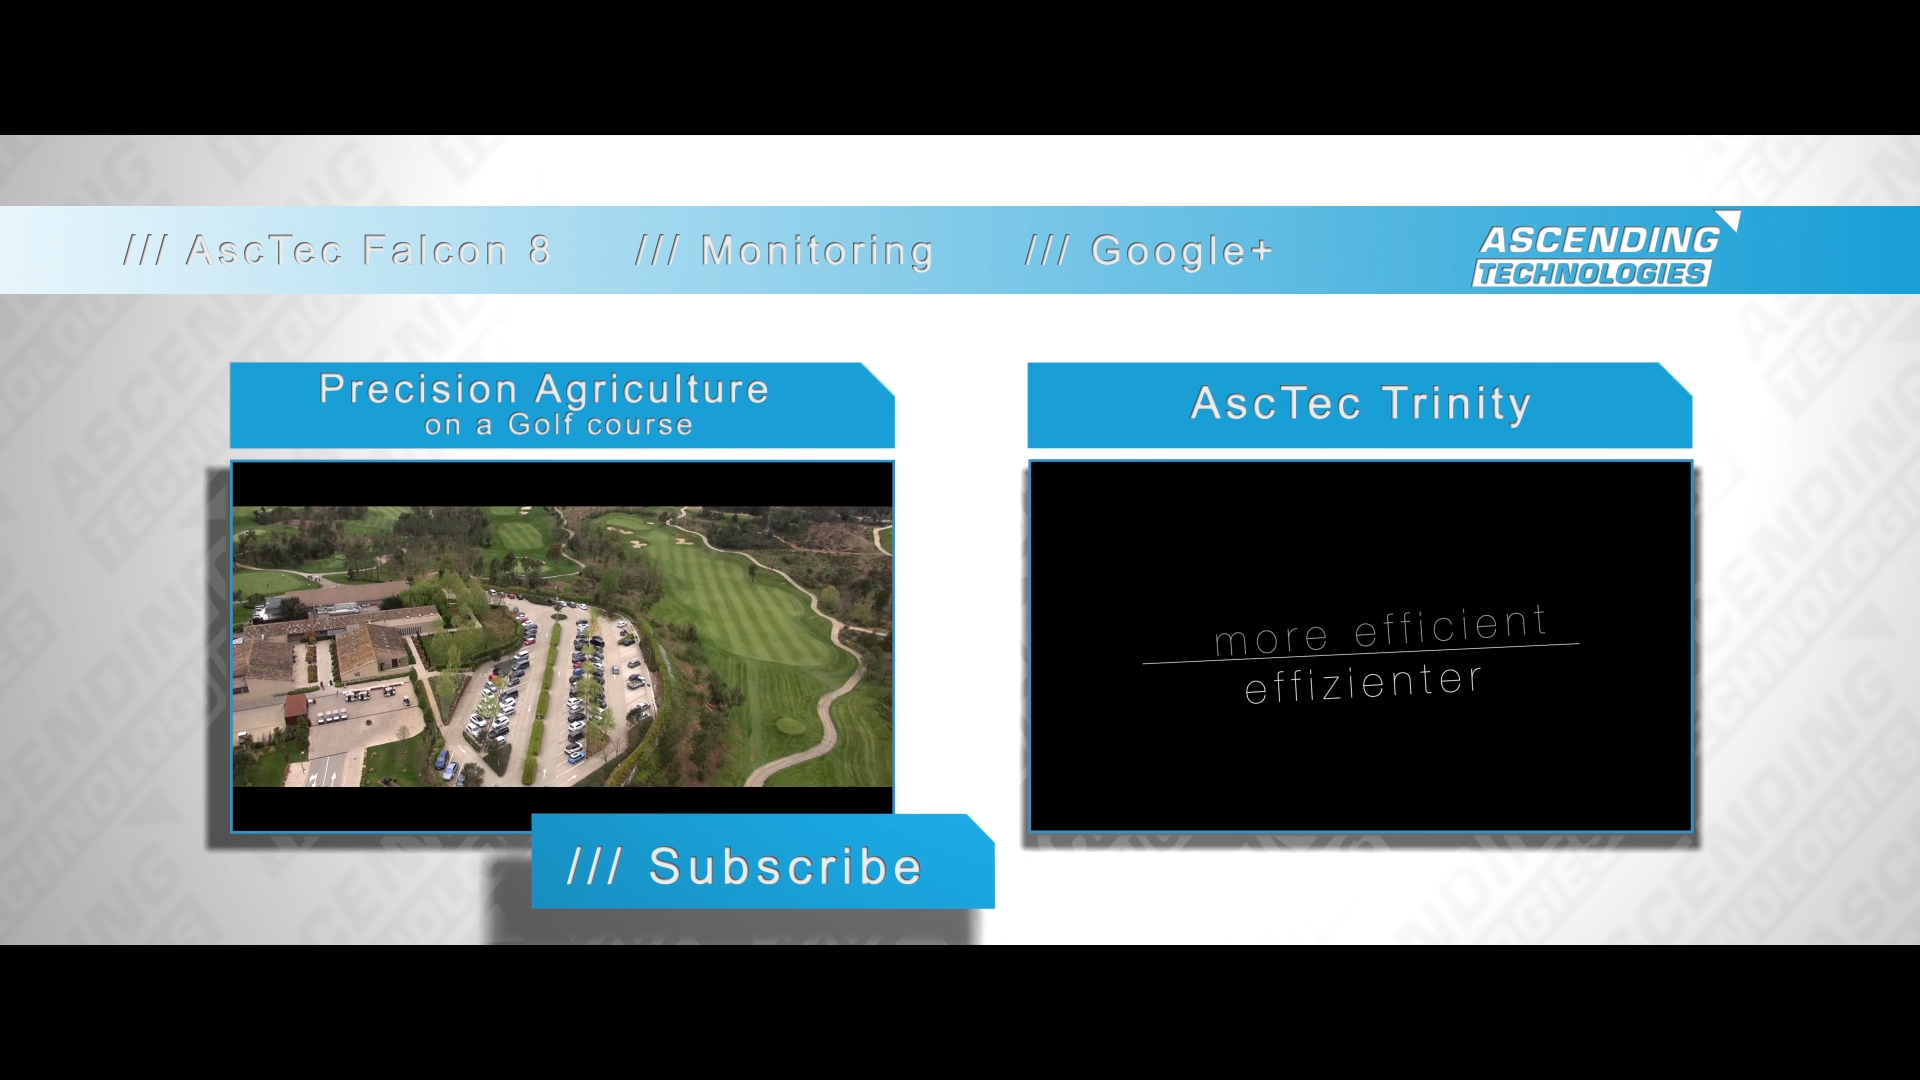 /// AscTec Falcon 8
/// Monitoring
/// Google+
ASCENDING
TECHNOLOGIES
Precision Agriculture
on a Golf course
AscTec Trinity
more efficient
effizienter
/// Subscribe